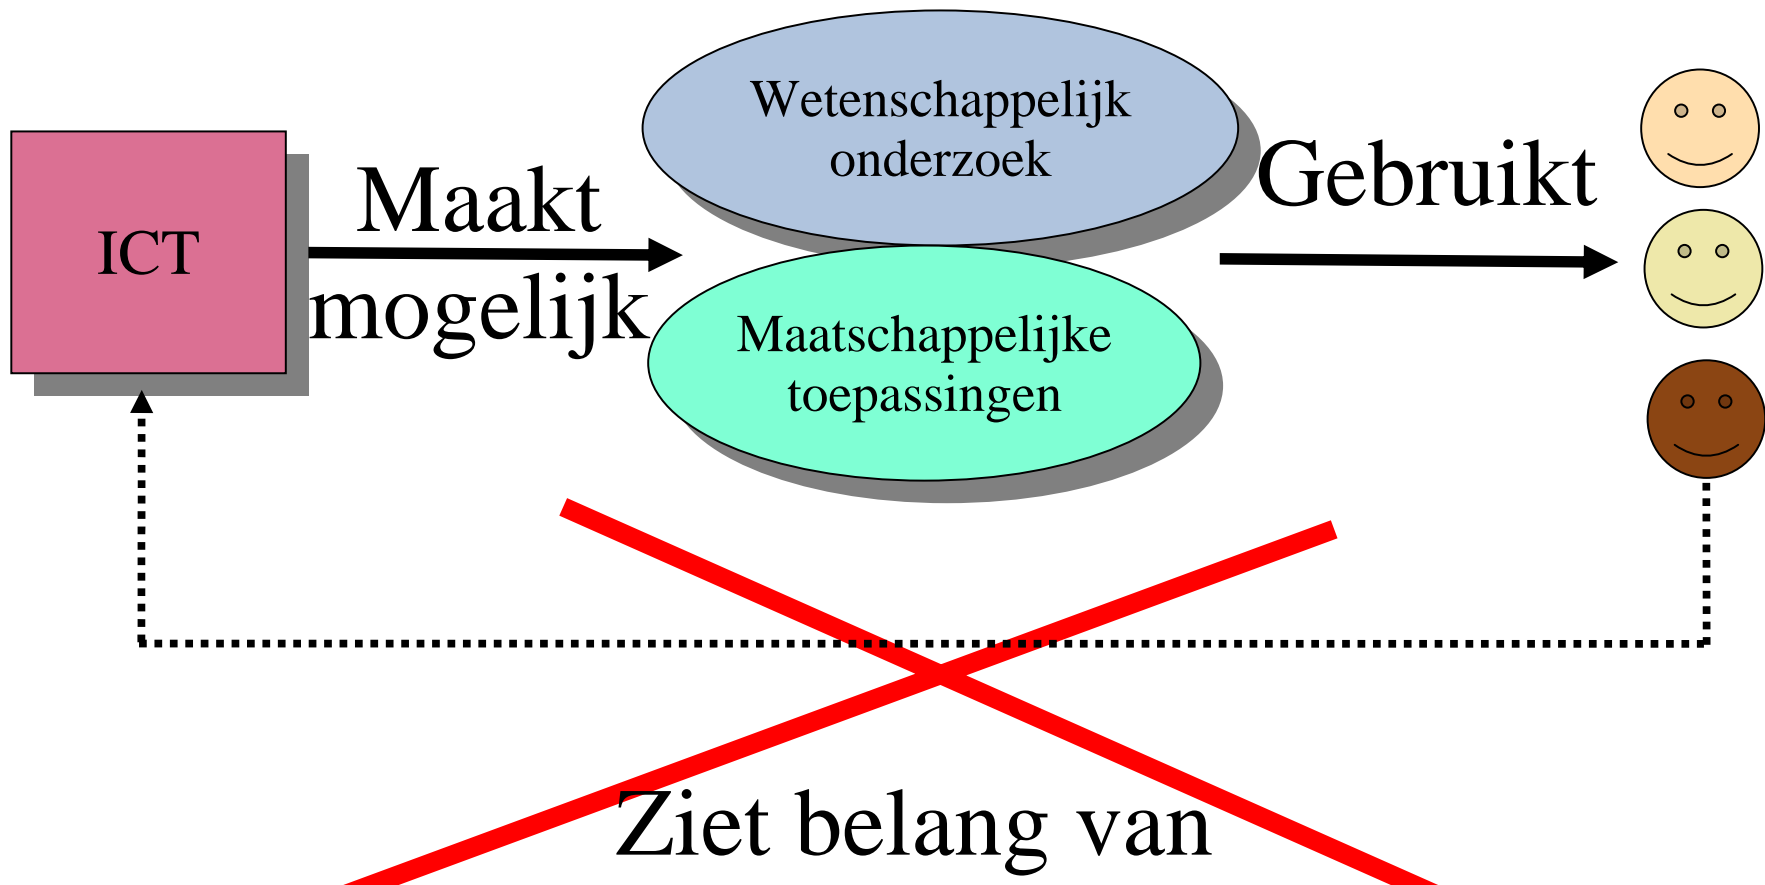 ICT
Maakt
mogelijk
Wetenschappelijk
onderzoek
Maatschappelijke
toepassingen
Gebruikt
Ziet belang van